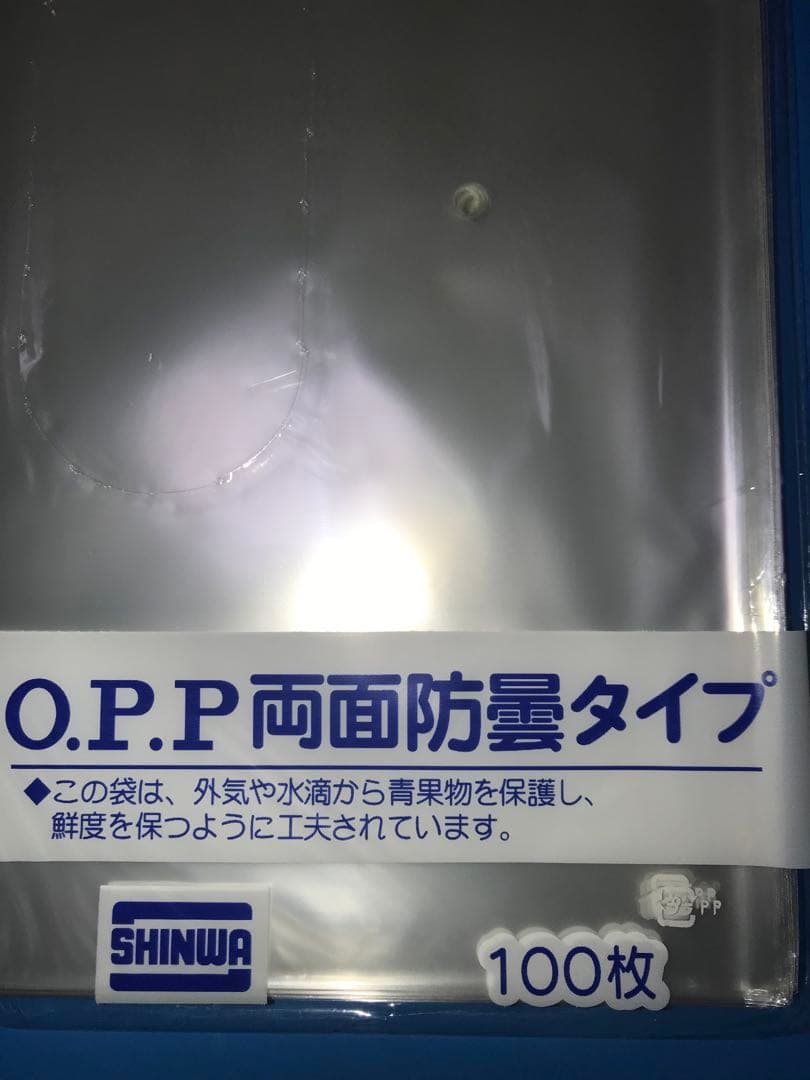 O.P.P両面防曇タイプ
◆この袋は、外気や水滴から青果物を保護し、
鮮度を保つように工夫されています。
SHINWA
100枚